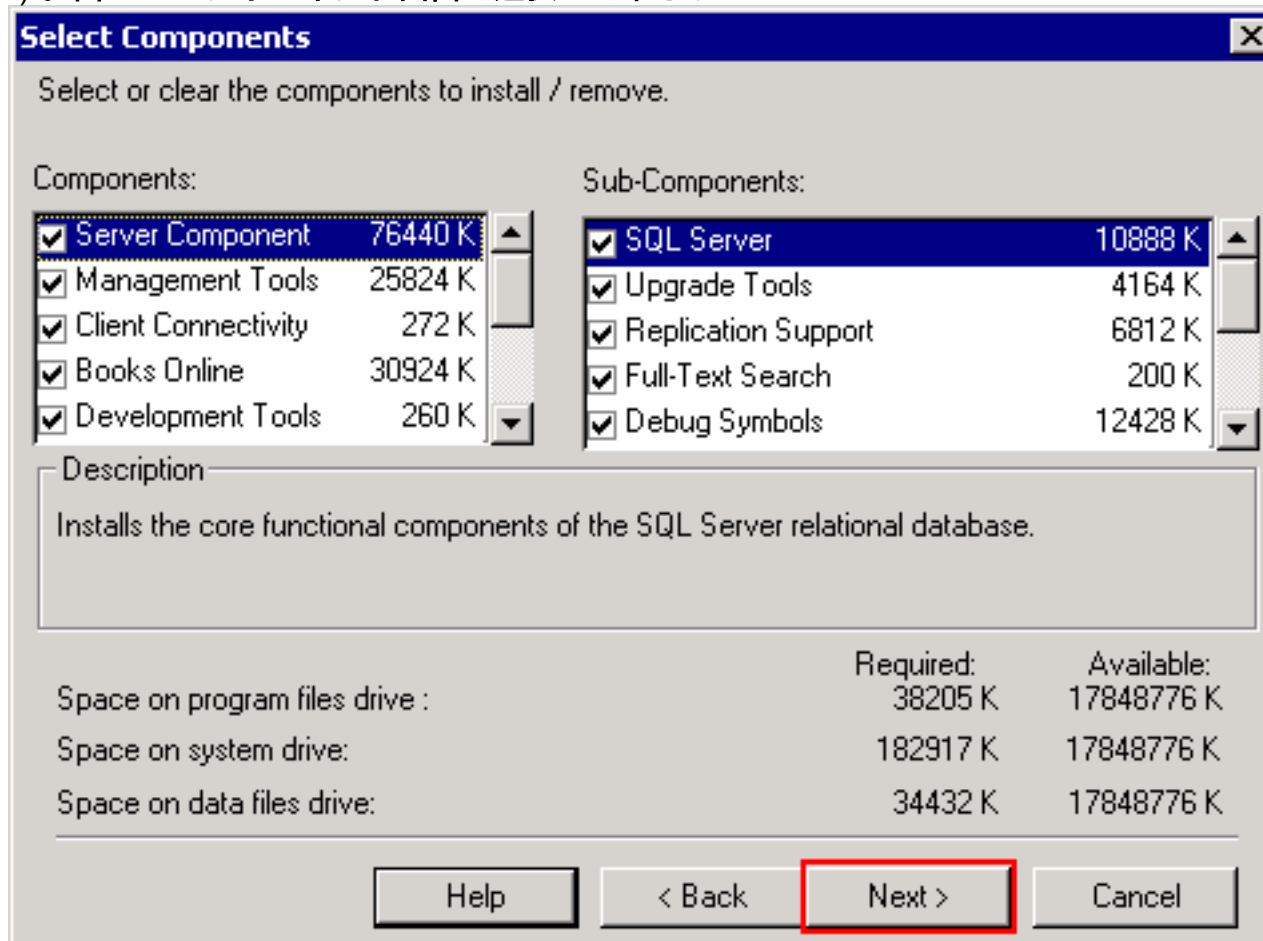 Select Components
Select or clear the components to install / remove.
Components:
Sub-Components:
Server Component 76440 K
Management Tools 25824 K
Client Connectivity 272 K
Books Online 30924 K
Development Tools 260 K
SQL Server 10888 K
Upgrade Tools 4164 K
Replication Support 6812 K
Full-Text Search 200 K
Debug Symbols 12428 K
Description
Installs the core functional components of the SQL Server relational database.
Required: Available:
Space on program files drive : 38205 K 17848776 K
Space on system drive: 182917 K 17848776 K
Space on data files drive: 34432 K 17848776 K
Help < Back Next > Cancel